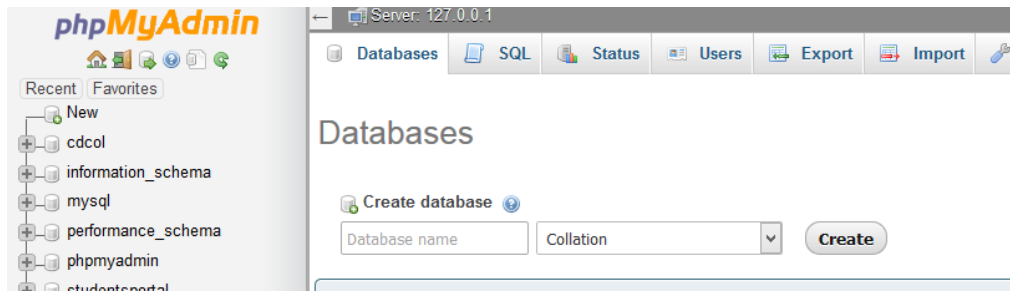 phpMyAdmin
Recent Favorites
New
cdcol
information_schema
mysql
performance_schema
phpmyadmin
studentsportal
Server: 127.0.0.1
Databases SQL Status Users Export Import
Databases
Create database
Database name Collation Create